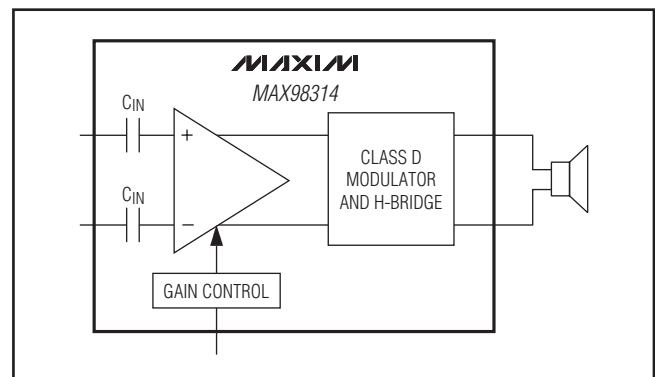 MAXIM
MAX98314
CIN
+
CLASS D
MODULATOR
AND H-BRIDGE
CIN
−
GAIN CONTROL